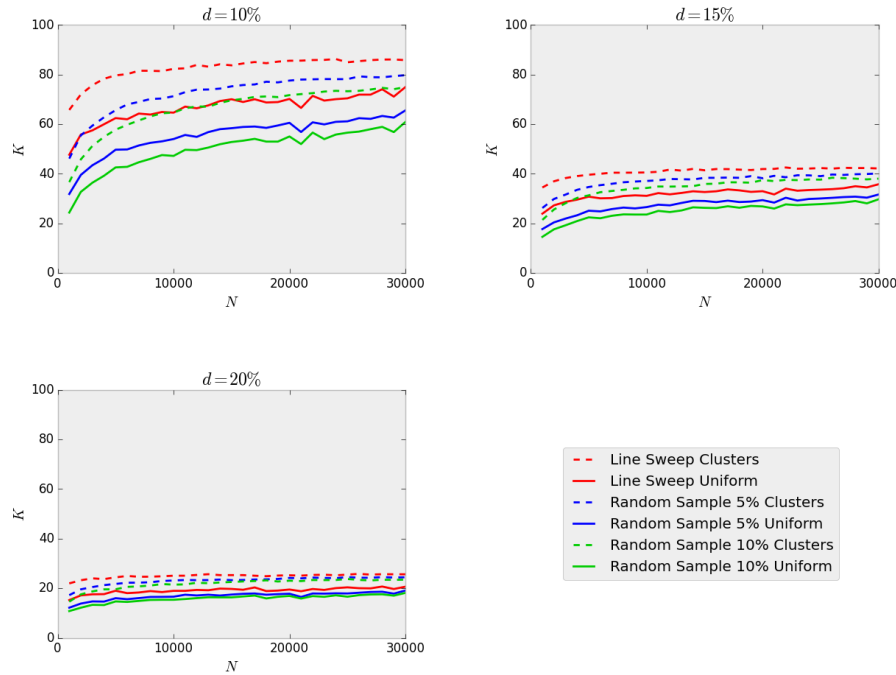 d = 10%
K
100
80
60
40
20
0
0 10000 20000 30000
N
d = 15%
K
100
80
60
40
20
0
0 10000 20000 30000
N
d = 20%
K
100
80
60
40
20
0
0 10000 20000 30000
N
Line Sweep Clusters
Line Sweep Uniform
Random Sample 5% Clusters
Random Sample 5% Uniform
Random Sample 10% Clusters
Random Sample 10% Uniform